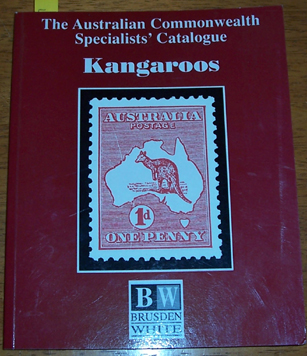 The Australian Commonwealth
Specialists' Catalogue
Kangaroos
AUSTRALIA
POSTAGE
1d
ONE PENNY
BW
BRUSDEN
WHITE